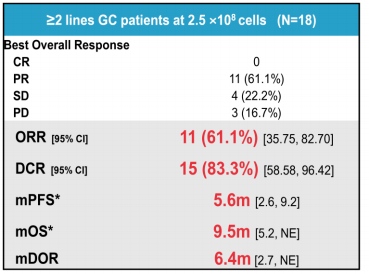 ≥2 lines GC patients at 2.5 ×10⁸ cells (N=18)
Best Overall Response
CR 0
PR 11 (61.1%)
SD 4 (22.2%)
PD 3 (16.7%)
ORR [95% CI] 11 (61.1%) [35.75, 82.70]
DCR [95% CI] 15 (83.3%) [58.58, 96.42]
mPFS* 5.6m [2.6, 9.2]
mOS* 9.5m [5.2, NE]
mDOR 6.4m [2.7, NE]